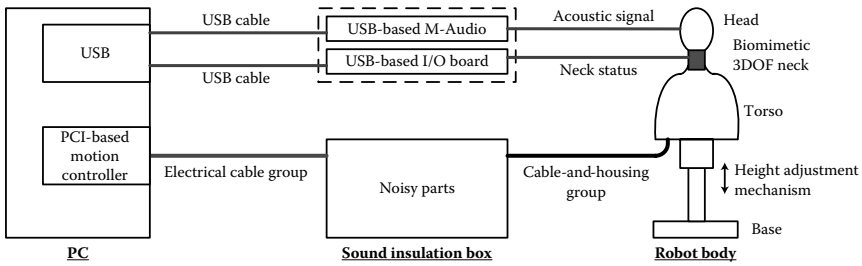 USB cable
USB-based M-Audio
Acoustic signal
Head
USB
Biomimetic
3DOF neck
USB-based I/O board
USB cable
Neck status
Torso
PCI-based
motion
controller
Electrical cable group
Noisy parts
Cable-and-housing
group
Height adjustment
mechanism
Base
PC
Sound insulation box
Robot body